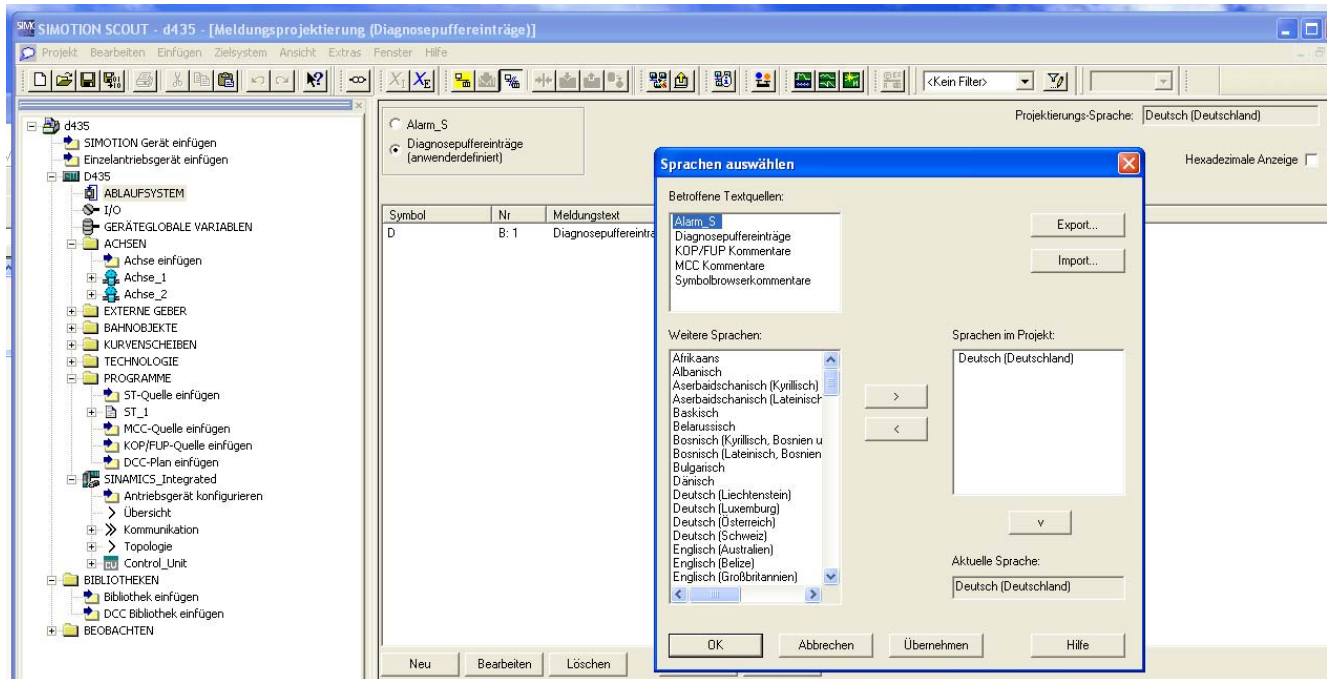 SIMOTION SCOUT - d435 - [Meldungsprojektierung (Diagnosepuffereinträge)]
Projekt Bearbeiten Einfügen Zielsystem Ansicht Extras Fenster Hilfe
<Kein Filter>
d435
SIMOTION Gerät einfügen
Einzelantriebsgerät einfügen
D435
ABLAUFSYSTEM
I/O
GERÄTEGLOBALE VARIABLEN
ACHSEN
Achse einfügen
Achse_1
Achse_2
EXTERNE GEBER
BAHNOBJEKTE
KURVENSCHEIBEN
TECHNOLOGIE
PROGRAMME
ST-Quelle einfügen
ST_1
MCC-Quelle einfügen
KOP/FUP-Quelle einfügen
DCC-Plan einfügen
SINAMICS_Integrated
Antriebsgerät konfigurieren
Übersicht
Kommunikation
Topologie
Control_Unit
BIBLIOTHEKEN
Bibliothek einfügen
DCC Bibliothek einfügen
BEOBACHTEN
Alarm_S
Diagnosepuffereinträge
(anwenderdefiniert)
Projektierungs-Sprache: Deutsch (Deutschland)
Hexadezimale Anzeige
Symbol Nr Meldungstext
D B: 1 Diagnosepuffereinträ
Neu Bearbeiten Löschen
Sprachen auswählen
Betroffene Textquellen:
Alarm_S
Diagnosepuffereinträge
KOP/FUP Kommentare
MCC Kommentare
Symbolbrowserkommentare
Export...
Import...
Weitere Sprachen:
Afrikaans
Albanisch
Aserbaidschanisch (Kyrillisch)
Aserbaidschanisch (Lateinisch
Baskisch
Belarussisch
Bosnisch (Kyrillisch, Bosnien u
Bosnisch (Lateinisch, Bosnien
Bulgarisch
Dänisch
Deutsch (Liechtenstein)
Deutsch (Luxemburg)
Deutsch (Österreich)
Deutsch (Schweiz)
Englisch (Australien)
Englisch (Belize)
Englisch (Großbritannien)
>
<
Sprachen im Projekt:
Deutsch (Deutschland)
v
Aktuelle Sprache:
Deutsch (Deutschland)
OK Abbrechen Übernehmen Hilfe